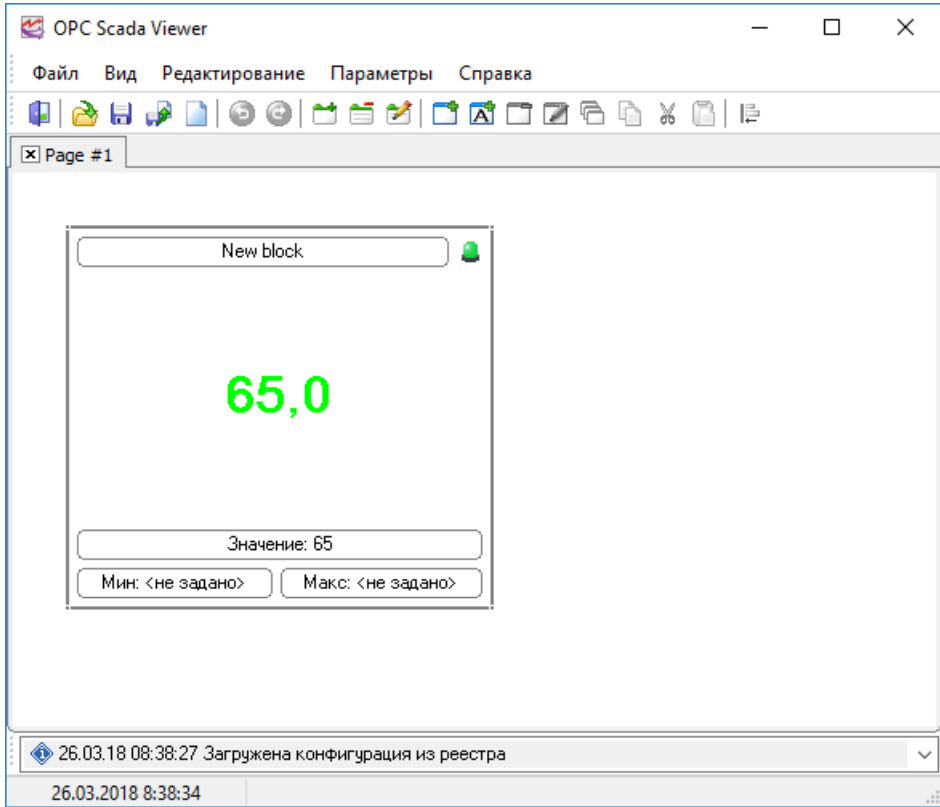 OPC Scada Viewer
Файл Вид Редактирование Параметры Справка
Page #1
New block
65,0
Значение: 65
Мин: <не задано> Макс: <не задано>
26.03.18 08:38:27 Загружена конфигурация из реестра
26.03.2018 8:38:34